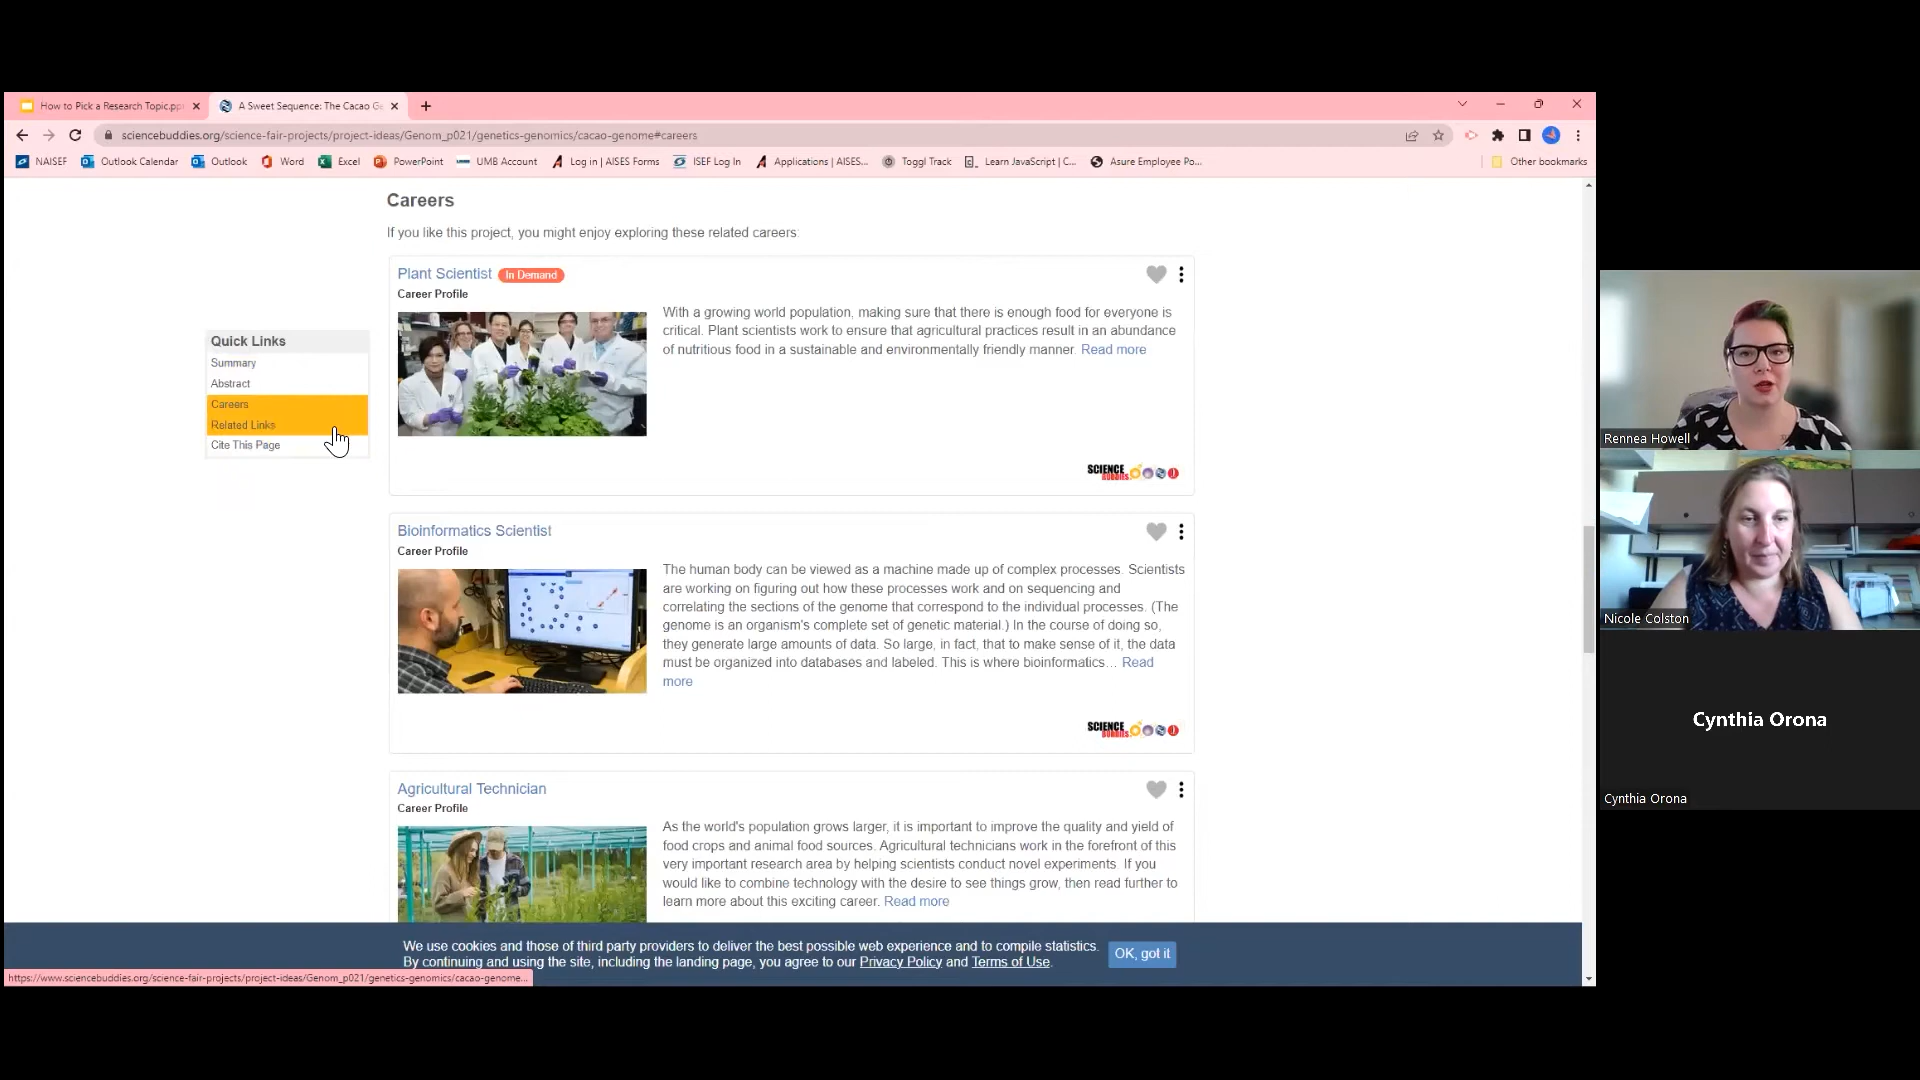 How to Pick a Research Topic.pp
A Sweet Sequence: The Cacao Ge
sciencebuddies.org/science-fair-projects/project-ideas/Genom_p021/genetics-genomics/cacao-genome#careers
NAISEF
Outlook Calendar
Outlook
Word
Excel
PowerPoint
UMB Account
Log in | AISES Forms
ISEF Log In
Applications | AISES...
Toggl Track
Learn JavaScript | C...
Asure Employee Po...
Other bookmarks
Careers
If you like this project, you might enjoy exploring these related careers:
Quick Links
Summary
Abstract
Careers
Related Links
Cite This Page
Plant Scientist In Demand
Career Profile
With a growing world population, making sure that there is enough food for everyone is
critical. Plant scientists work to ensure that agricultural practices result in an abundance
of nutritious food in a sustainable and environmentally friendly manner. Read more
SCIENCE
BUDDIES
Bioinformatics Scientist
Career Profile
The human body can be viewed as a machine made up of complex processes. Scientists
are working on figuring out how these processes work and on sequencing and
correlating the sections of the genome that correspond to the individual processes. (The
genome is an organism's complete set of genetic material.) In the course of doing so,
they generate large amounts of data. So large, in fact, that to make sense of it, the data
must be organized into databases and labeled. This is where bioinformatics... Read
more
SCIENCE
BUDDIES
Agricultural Technician
Career Profile
As the world's population grows larger, it is important to improve the quality and yield of
food crops and animal food sources. Agricultural technicians work in the forefront of this
very important research area by helping scientists conduct novel experiments. If you
would like to combine technology with the desire to see things grow, then read further to
learn more about this exciting career. Read more
We use cookies and those of third party providers to deliver the best possible web experience and to compile statistics.
By continuing and using the site, including the landing page, you agree to our Privacy Policy and Terms of Use.
OK, got it
https://www.sciencebuddies.org/science-fair-projects/project-ideas/Genom_p021/genetics-genomics/cacao-genome...
Rennea Howell
Nicole Colston
Cynthia Orona
Cynthia Orona